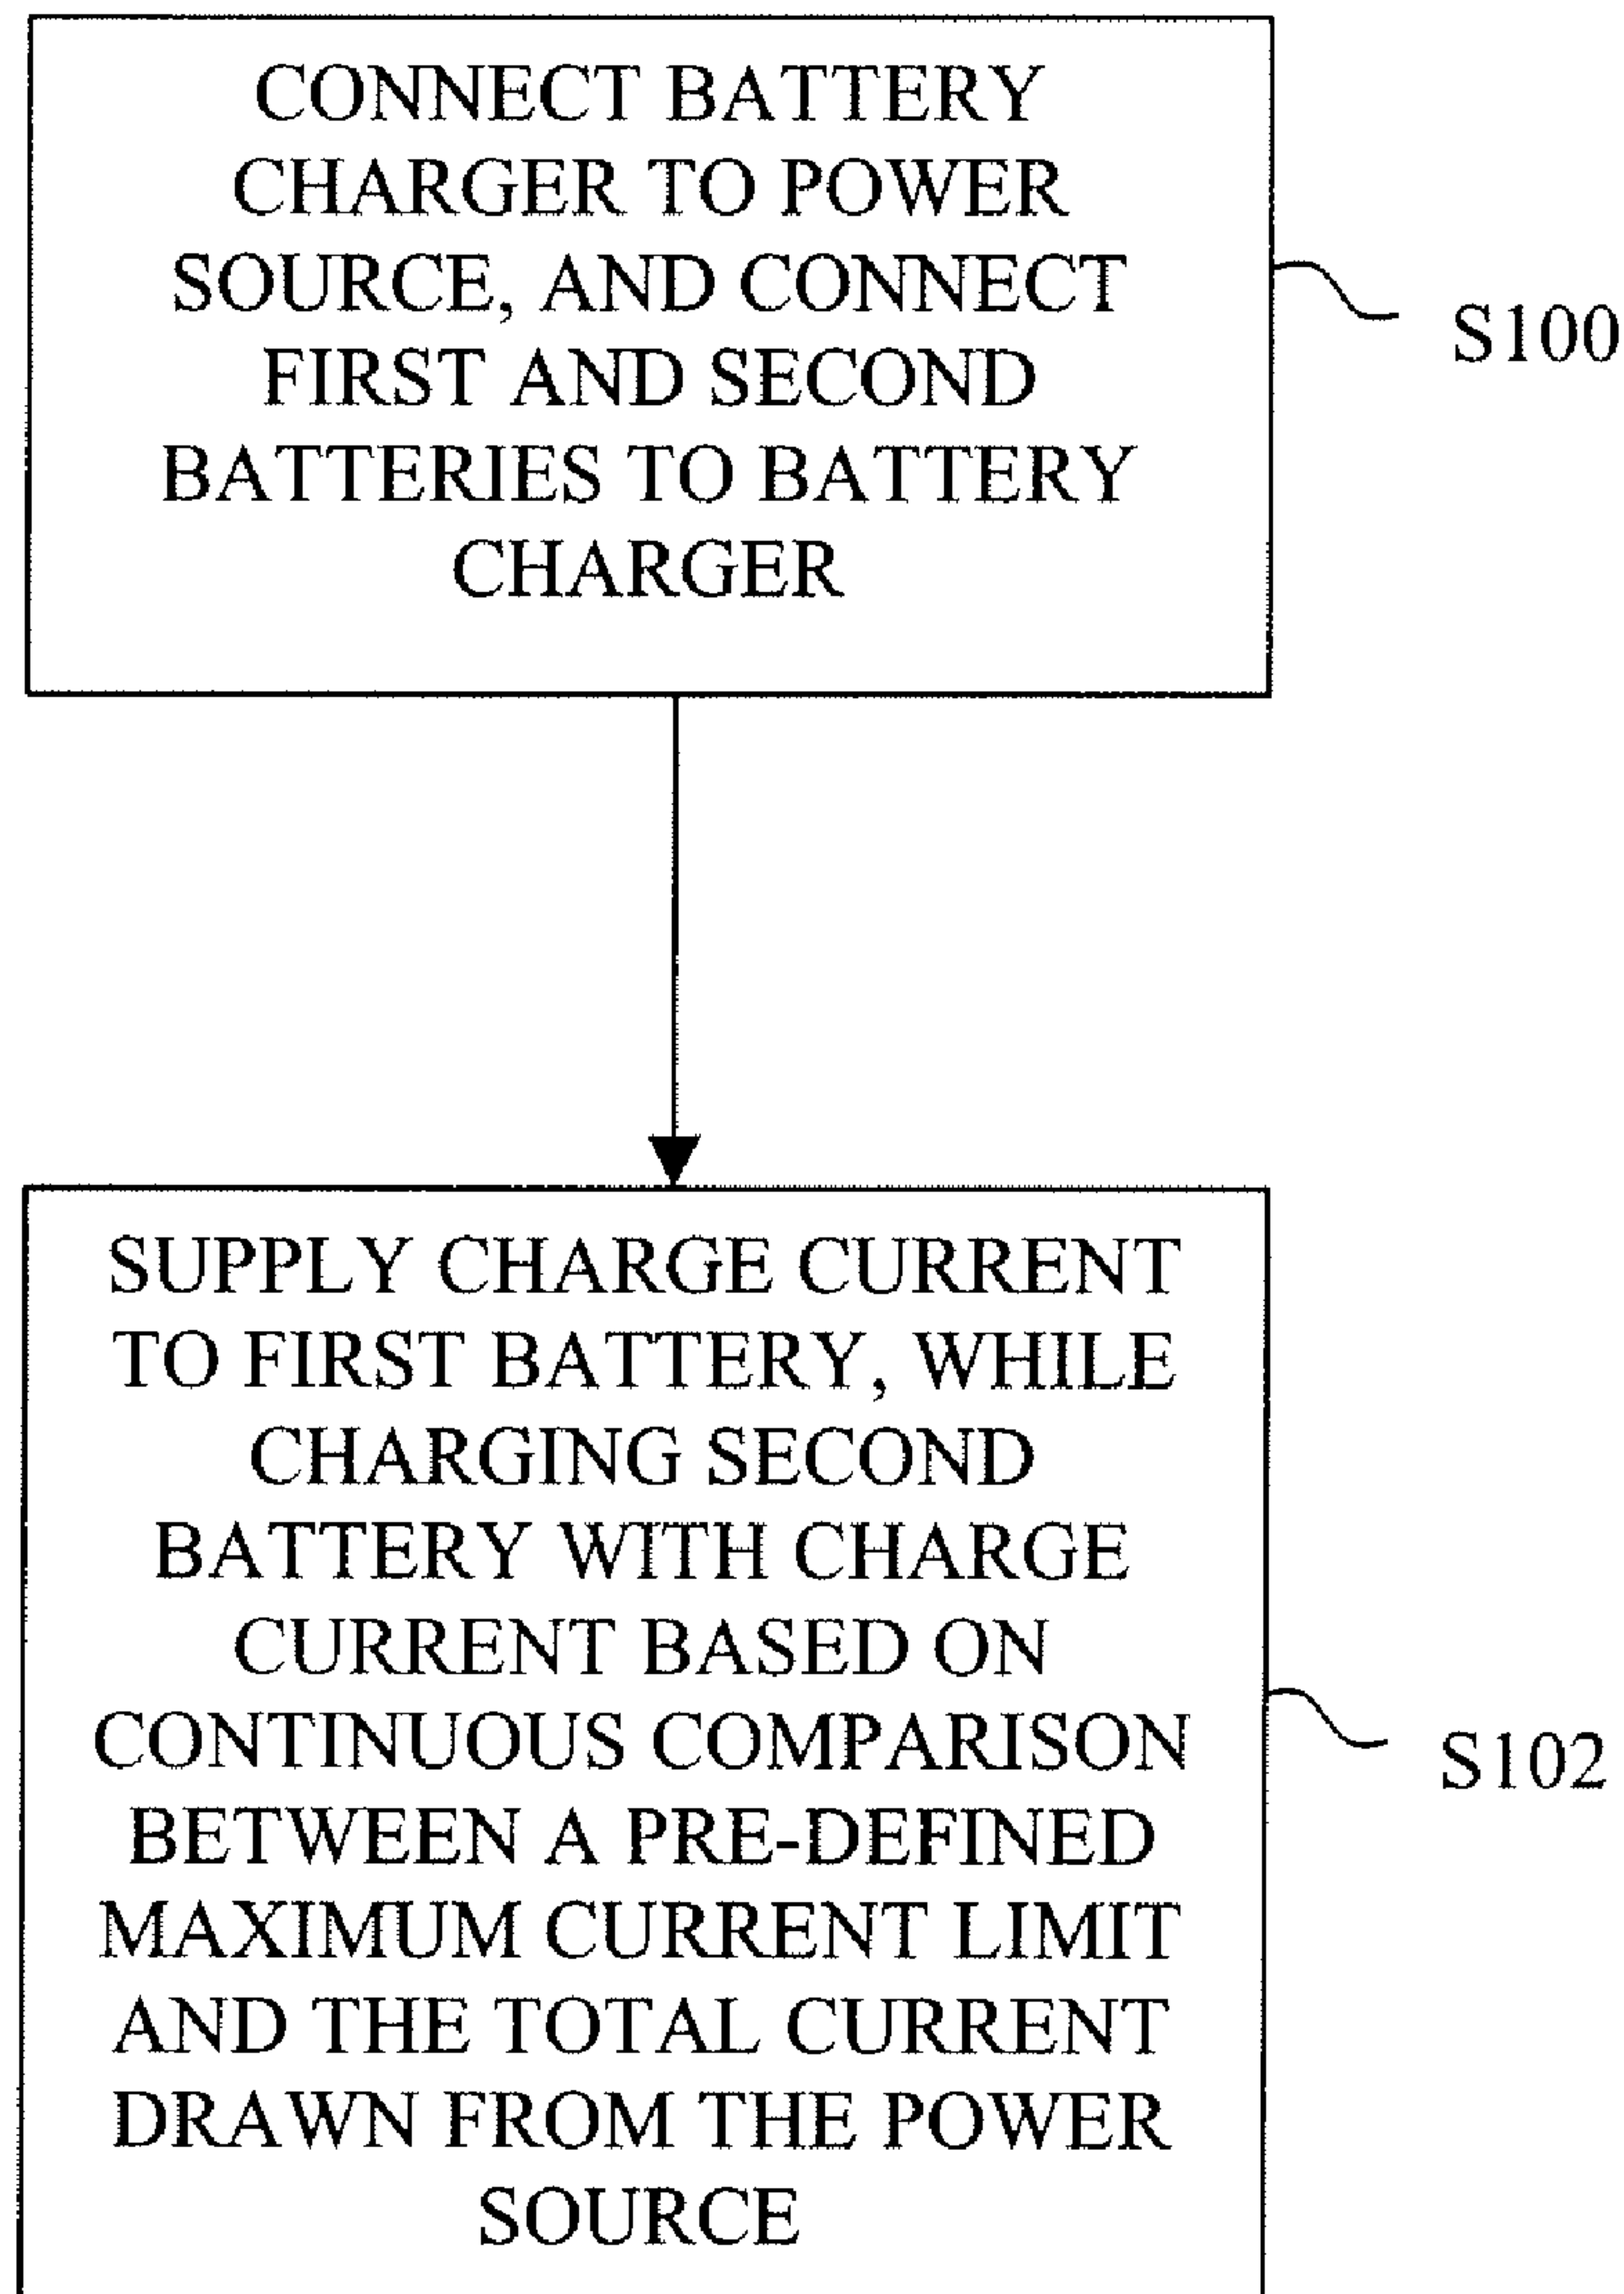 CONNECT BATTERY
CHARGER TO POWER
SOURCE, AND CONNECT
FIRST AND SECOND
BATTERIES TO BATTERY
CHARGER
S100
SUPPLY CHARGE CURRENT
TO FIRST BATTERY, WHILE
CHARGING SECOND
BATTERY WITH CHARGE
CURRENT BASED ON
CONTINUOUS COMPARISON
BETWEEN A PRE-DEFINED
MAXIMUM CURRENT LIMIT
AND THE TOTAL CURRENT
DRAWN FROM THE POWER
SOURCE
S102